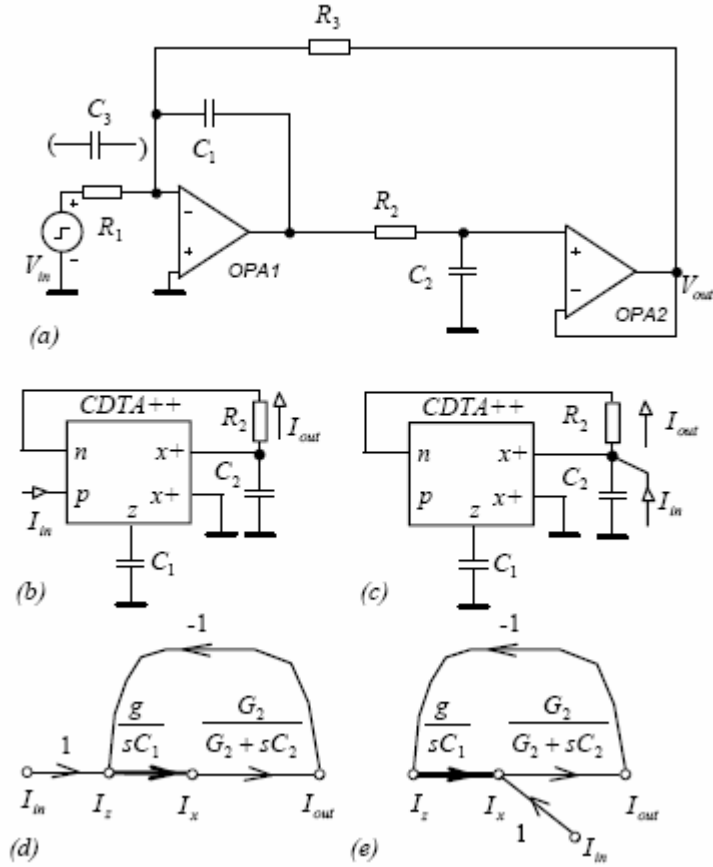 R3
( C3 )
C1
+
R1
-
Vin
-
+
OPA1
R2
C2
+
-
OPA2
Vout
(a)
CDTA++
n
p
z
x+
x+
R2
Iout
C2
Iin
C1
(b)
CDTA++
n
p
z
x+
x+
R2
Iout
C2
Iin
C1
(c)
-1
g
sC1
G2
G2 + sC2
1
Iin
Iz
Ix
Iout
(d)
-1
g
sC1
G2
G2 + sC2
Iz
Ix
Iout
1
Iin
(e)